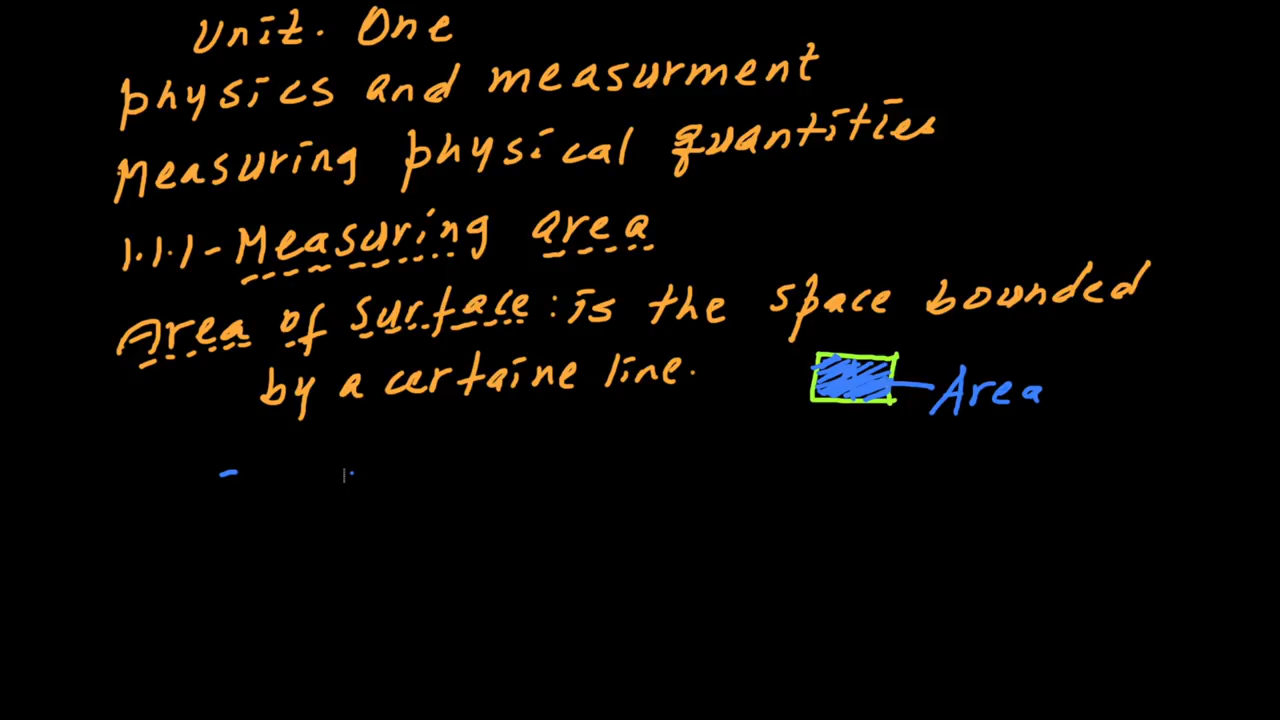 Unit. One
physics and measurment
Measuring physical quantities
1.1.1- Measuring area
Area of surface: is the space bounded
by a certaine line.
Area